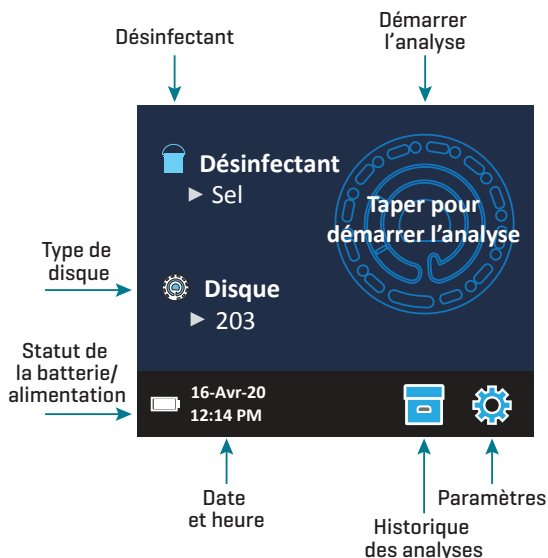 Désinfectant
Démarrer
l'analyse
Désinfectant
► Sel
Taper pour
démarrer l'analyse
Type de
disque
Disque
► 203
Statut de
la batterie/
alimentation
16-Avr-20
12:14 PM
Date
et heure
Historique
des analyses
Paramètres